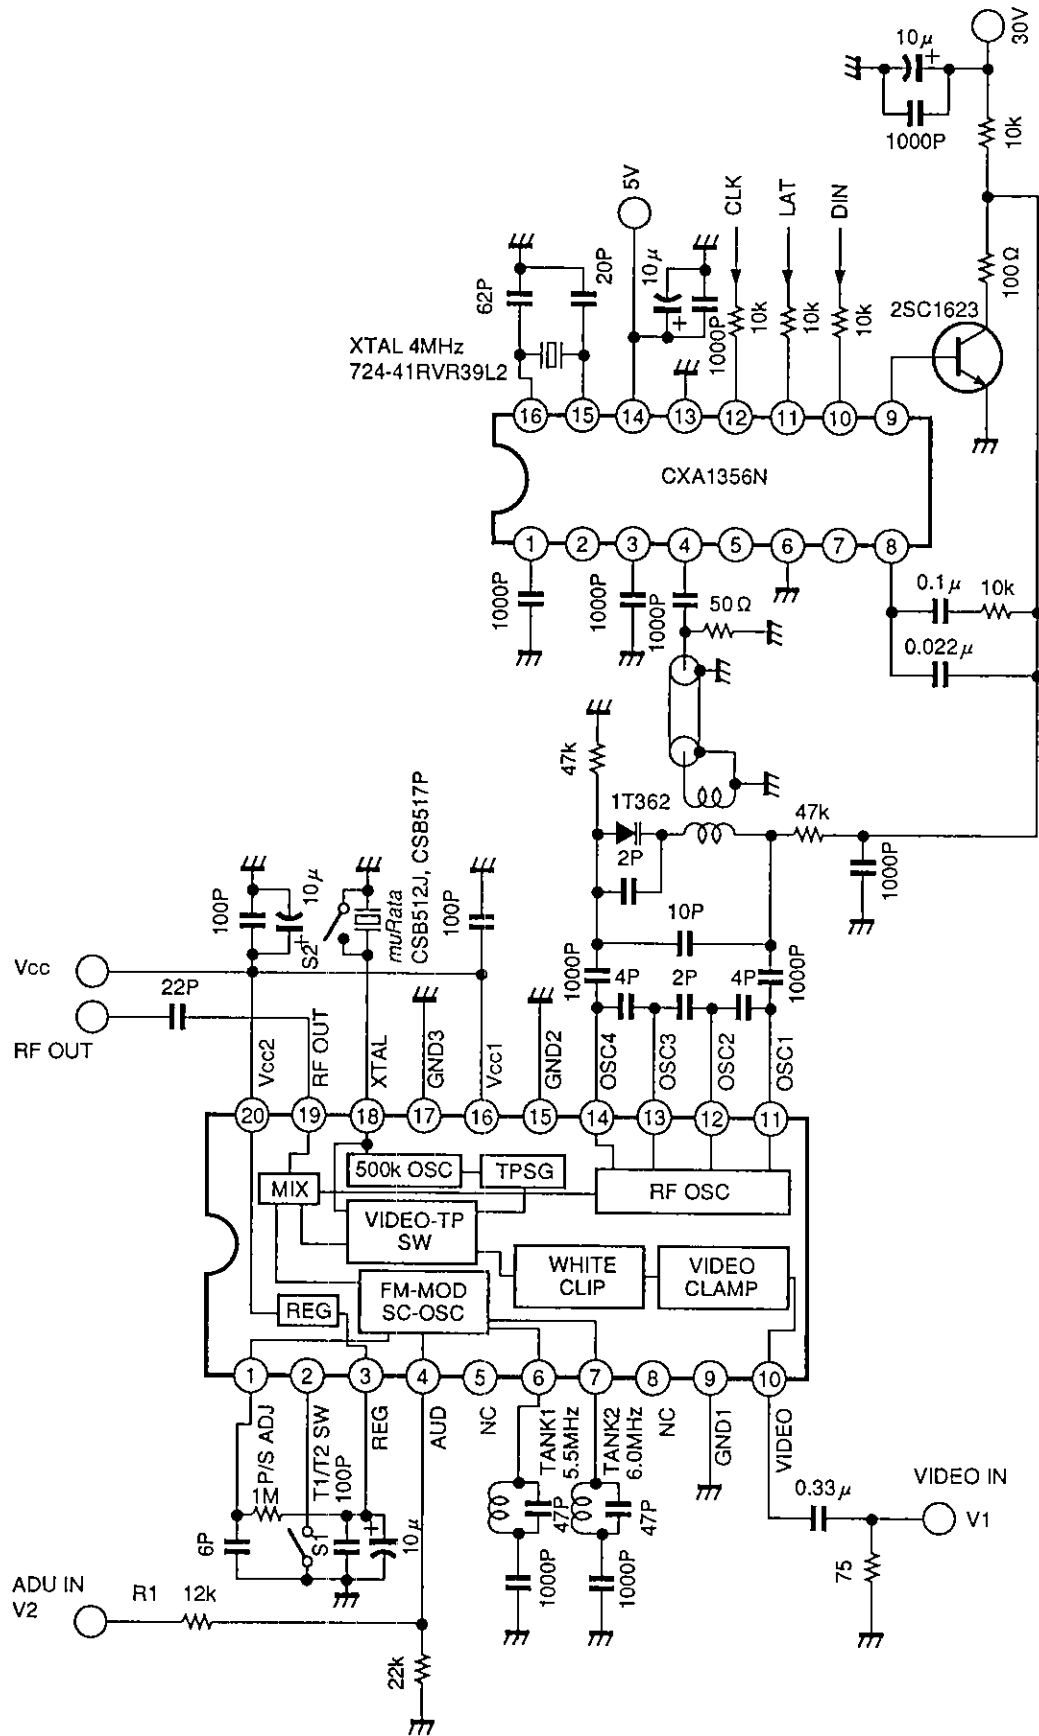 30V
10μ
+
1000P
10k
5V
CLK
LAT
DIN
62P
20P
10μ
+
1000P
10k
10k
10k
100Ω
2SC1623
XTAL 4MHz
724-41RVR39L2
16
15
14
13
12
11
10
9
CXA1356N
1
2
3
4
5
6
7
8
1000P
1000P
1000P
50Ω
0.1μ
10k
0.022μ
47k
1T362
2P
47k
1000P
10P
1000P
4P
2P
4P
1000P
100P
10μ
+
S2
muRata
CSB512J, CSB517P
100P
Vcc
22P
RF OUT
Vcc2
RF OUT
XTAL
GND3
Vcc1
GND2
OSC4
OSC3
OSC2
OSC1
20
19
18
17
16
15
14
13
12
11
500k OSC
TPSG
MIX
RF OSC
VIDEO-TP
SW
WHITE
CLIP
VIDEO
CLAMP
FM-MOD
SC-OSC
REG
1
2
3
4
5
6
7
8
9
10
P/S ADJ
T1/T2 SW
REG
AUD
NC
TANK1
5.5MHz
TANK2
6.0MHz
NC
GND1
VIDEO
1M
100P
+
6P
S1
10μ
47P
47P
1000P
1000P
0.33μ
VIDEO IN
V1
75
ADU IN
V2
R1
12k
22k